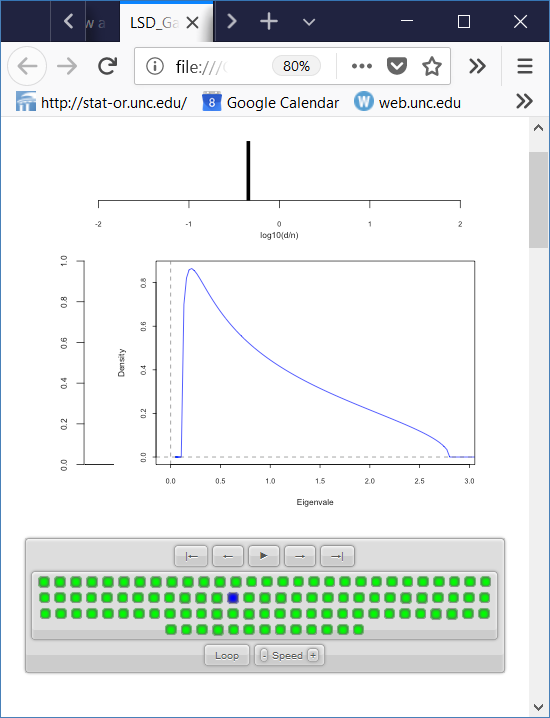 LSD_Ga
file:///
80%
http://stat-or.unc.edu/
8 Google Calendar
W web.unc.edu
-2 -1 0 1 2
log10(d/n)
1.0
0.8
0.6
0.4
0.2
0.0
Density
0.8
0.6
0.4
0.2
0.0
0.0 0.5 1.0 1.5 2.0 2.5 3.0
Eigenvale
Loop - Speed +